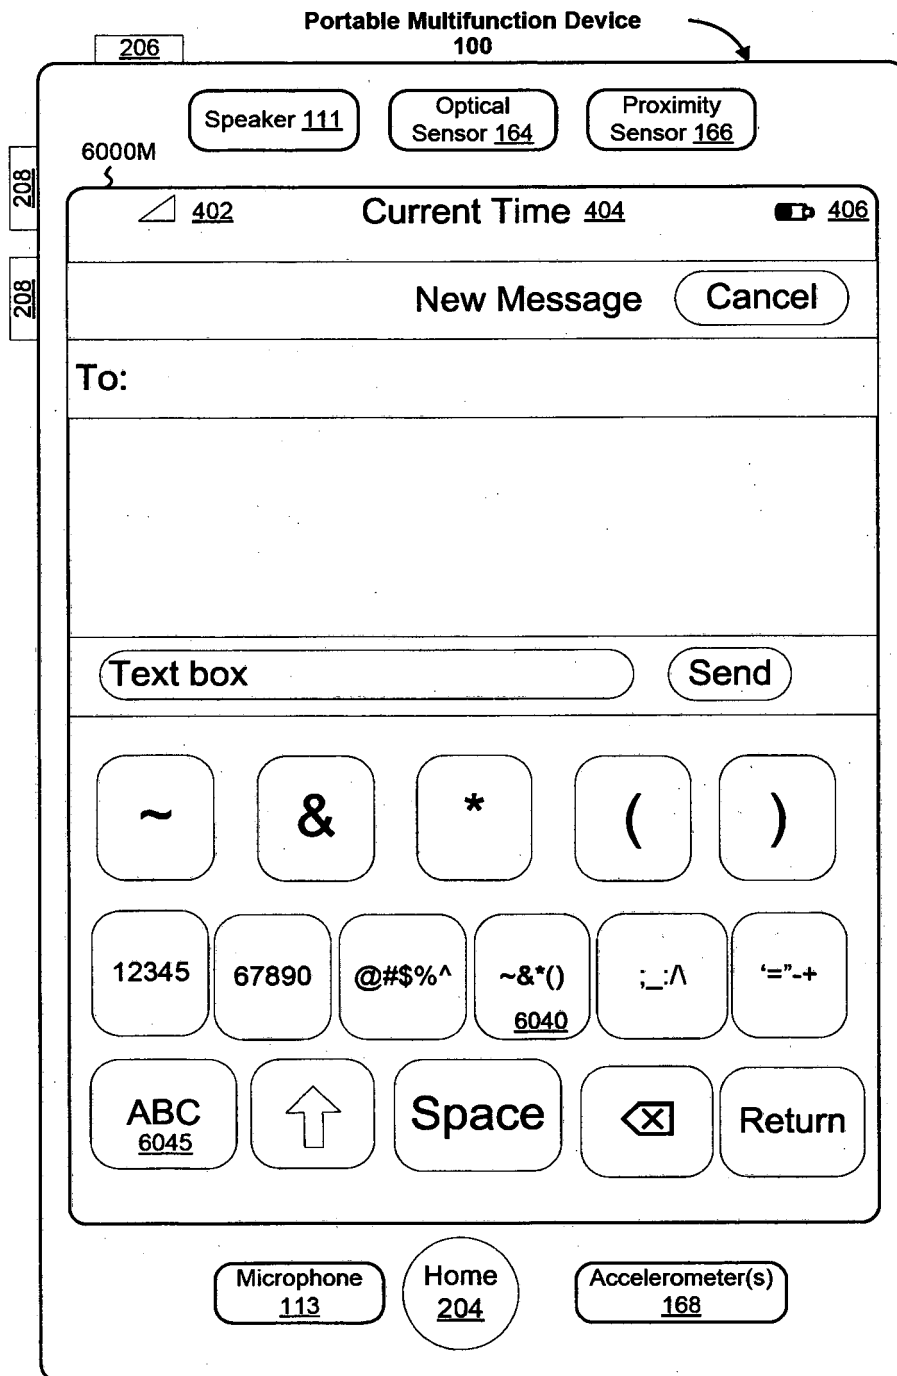 Portable Multifunction Device
100
206
Speaker 111
Optical
Sensor 164
Proximity
Sensor 166
6000M
208
208
402
Current Time 404
406
New Message
Cancel
To:
Text box
Send
~
&
*
(
)
12345
67890
@#$%^
~&*()
6040
;_:/\
‘=”-+
ABC
6045
Space
Return
Microphone
113
Home
204
Accelerometer(s)
168